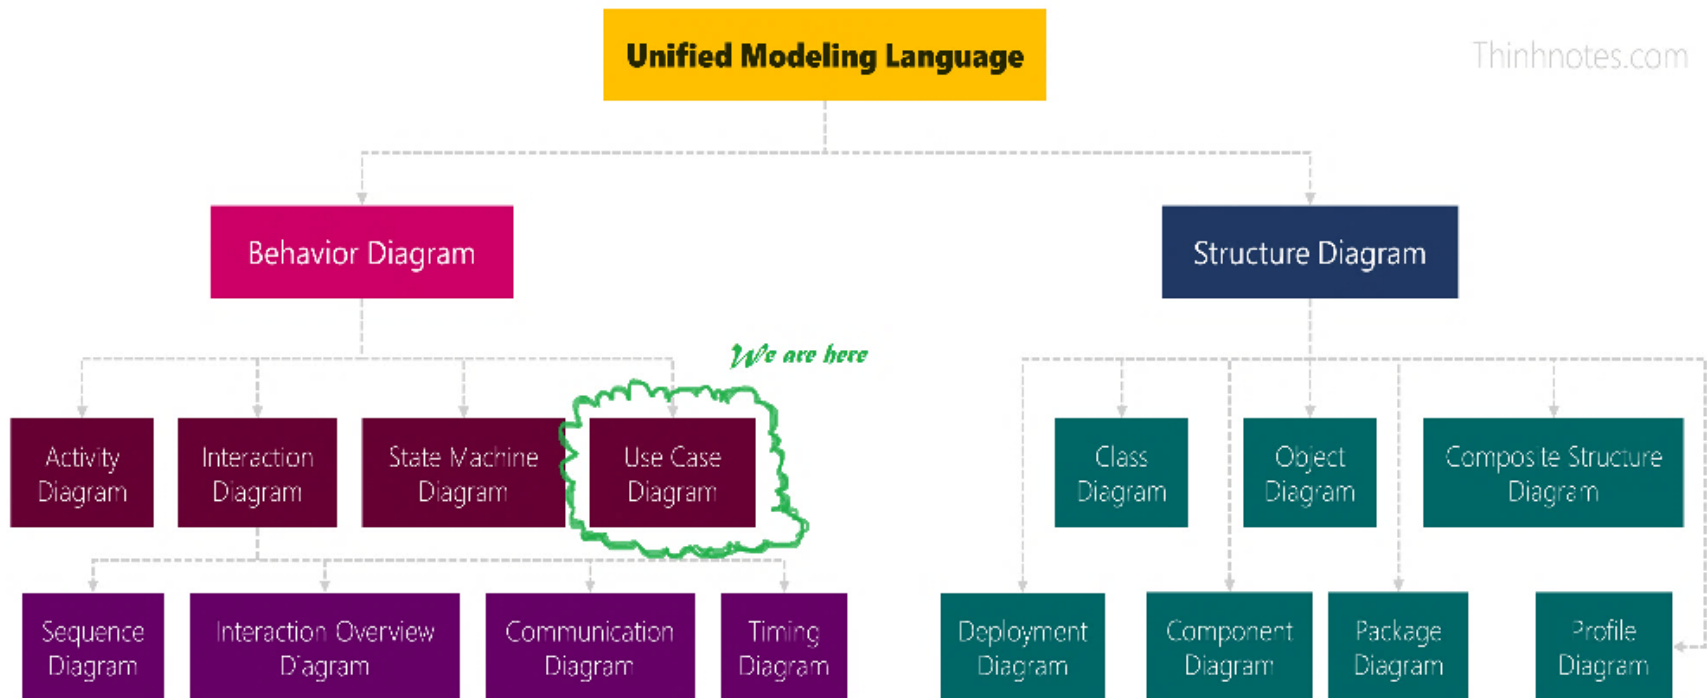 Unified Modeling Language
Thinhnotes.com
Behavior Diagram
Structure Diagram
We are here
Activity
Diagram
Interaction
Diagram
State Machine
Diagram
Use Case
Diagram
Class
Diagram
Object
Diagram
Composite Structure
Diagram
Sequence
Diagram
Interaction Overview
Diagram
Communication
Diagram
Timing
Diagram
Deployment
Diagram
Component
Diagram
Package
Diagram
Profile
Diagram